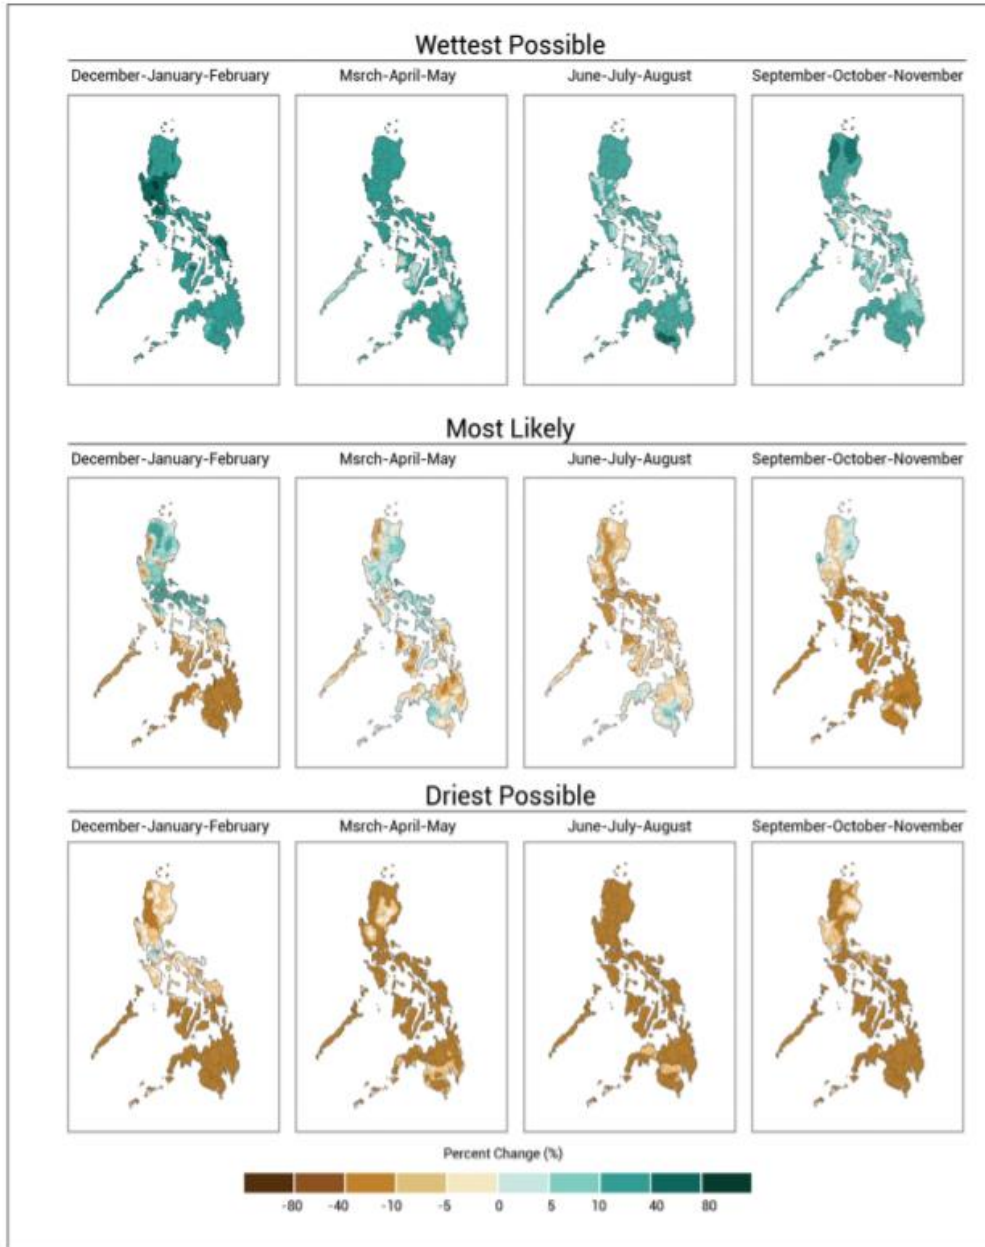 Wettest Possible
December-January-February Msrch-April-May June-July-August September-October-November
Most Likely
December-January-February Msrch-April-May June-July-August September-October-November
Driest Possible
December-January-February Msrch-April-May June-July-August September-October-November
Percent Change (%)
-80 -40 -10 -5 0 5 10 40 80